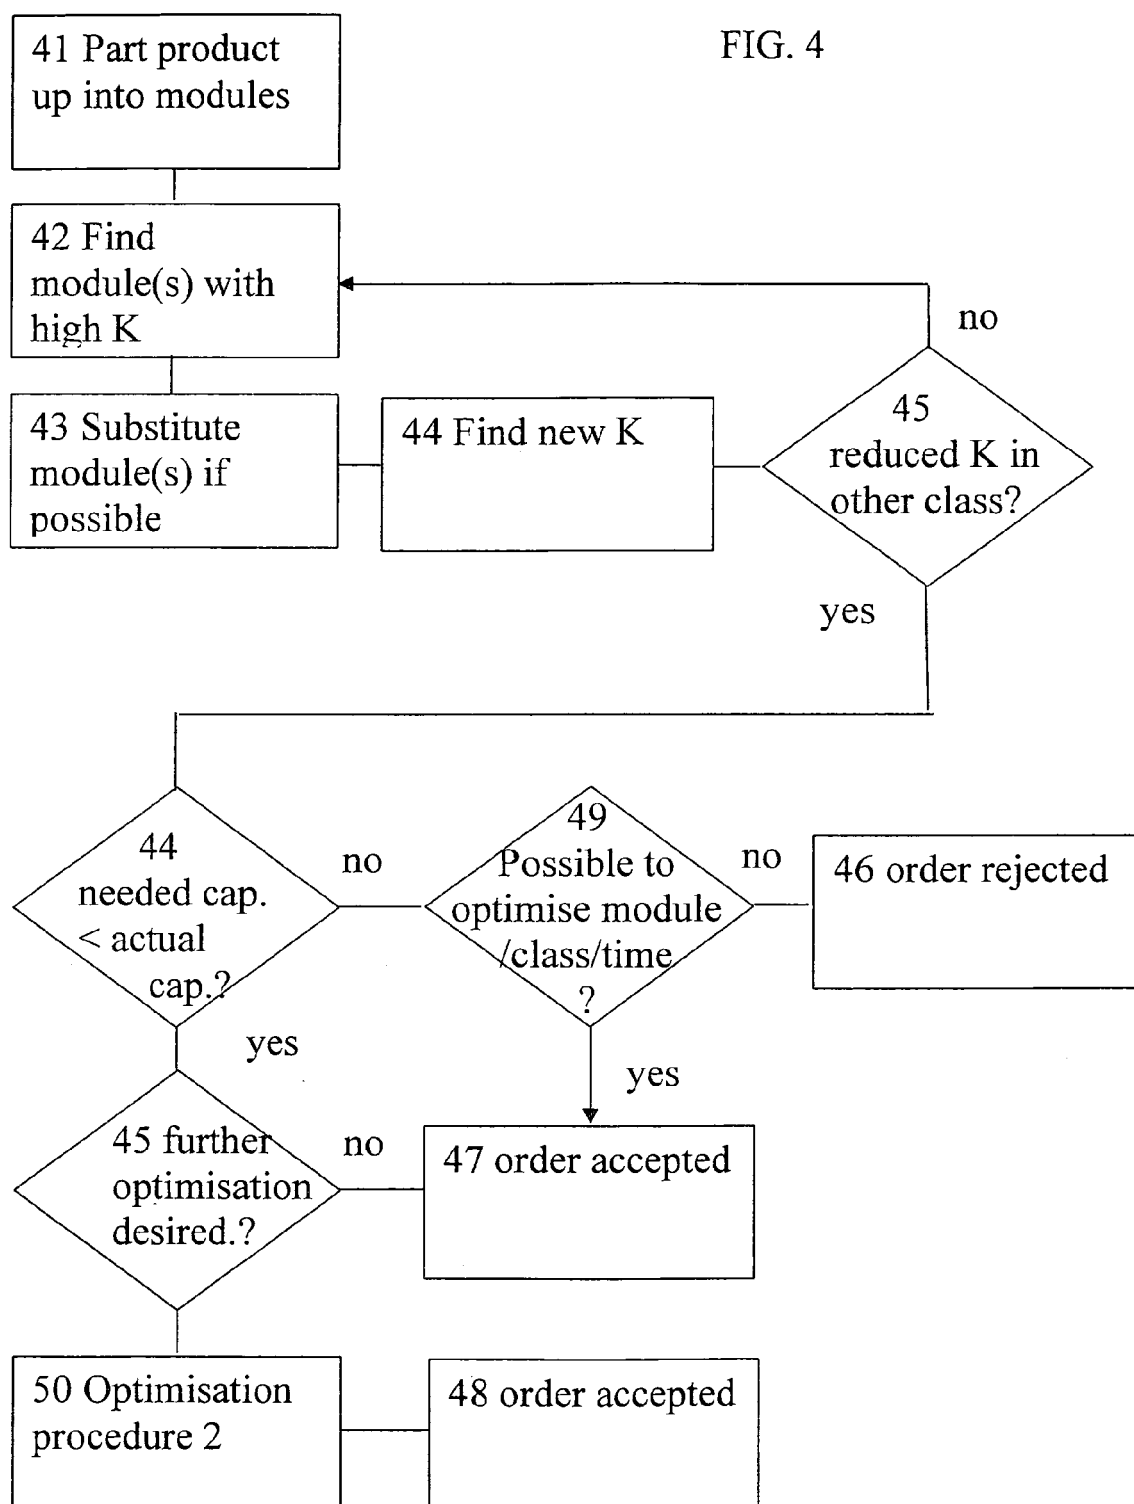 FIG. 4
41 Part product
up into modules
42 Find
module(s) with
high K
no
43 Substitute
module(s) if
possible
44 Find new K
45
reduced K in
other class?
yes
44
needed cap.
< actual
cap.?
no
49
Possible to
optimise module
/class/time
?
no
46 order rejected
yes
yes
45 further
optimisation
desired.?
no
47 order accepted
50 Optimisation
procedure 2
48 order accepted